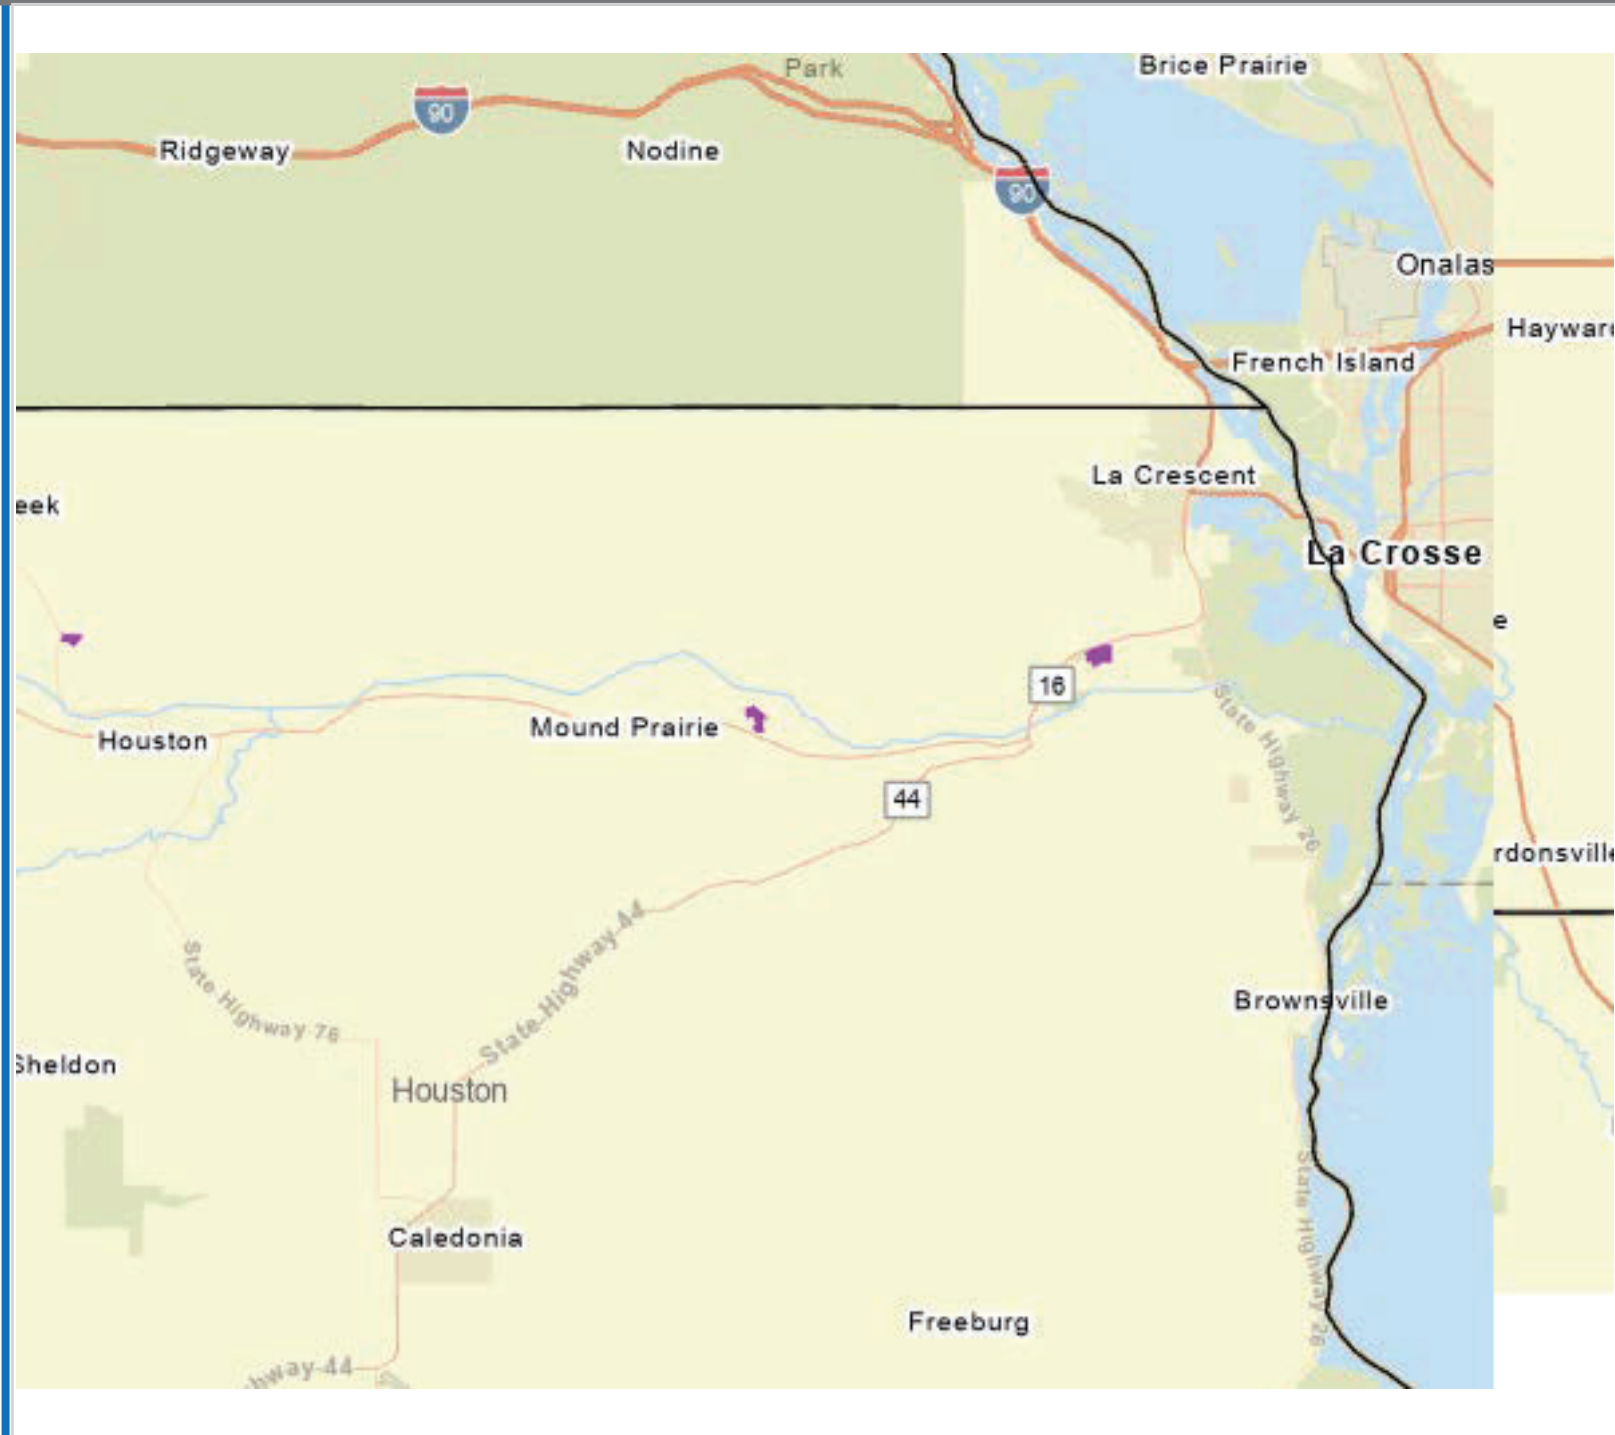 Park
Brice Prairie
90
Ridgeway
Nodine
90
Onalas
Hayward
French Island
La Crescent
eek
La Crosse
e
16
State Highway 26
Mound Prairie
Houston
44
rdonsville
State Highway 44
State Highway 76
Brownsville
Sheldon
Houston
State Highway 26
Caledonia
Freeburg
hway 44